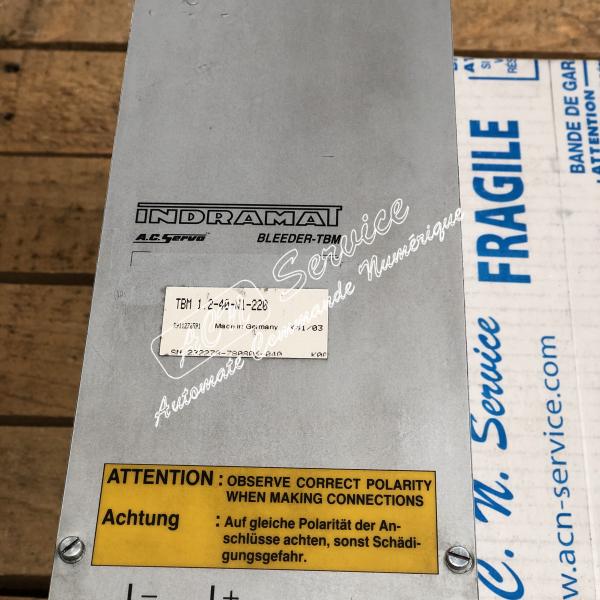 INDRAMAT
A.C. Servo BLEEDER-TBM
TBM 1.2-40-W1-220
Made in Germany
ATTENTION : OBSERVE CORRECT POLARITY
WHEN MAKING CONNECTIONS
Achtung : Auf gleiche Polarität der An-
schlüsse achten, sonst Schädi-
gungsgefahr.
L− L+
Service
Automate Commande Numérique
FRAGILE
C. N. Service
www.acn-service.com
BANDE DE GAR
ATTENTION